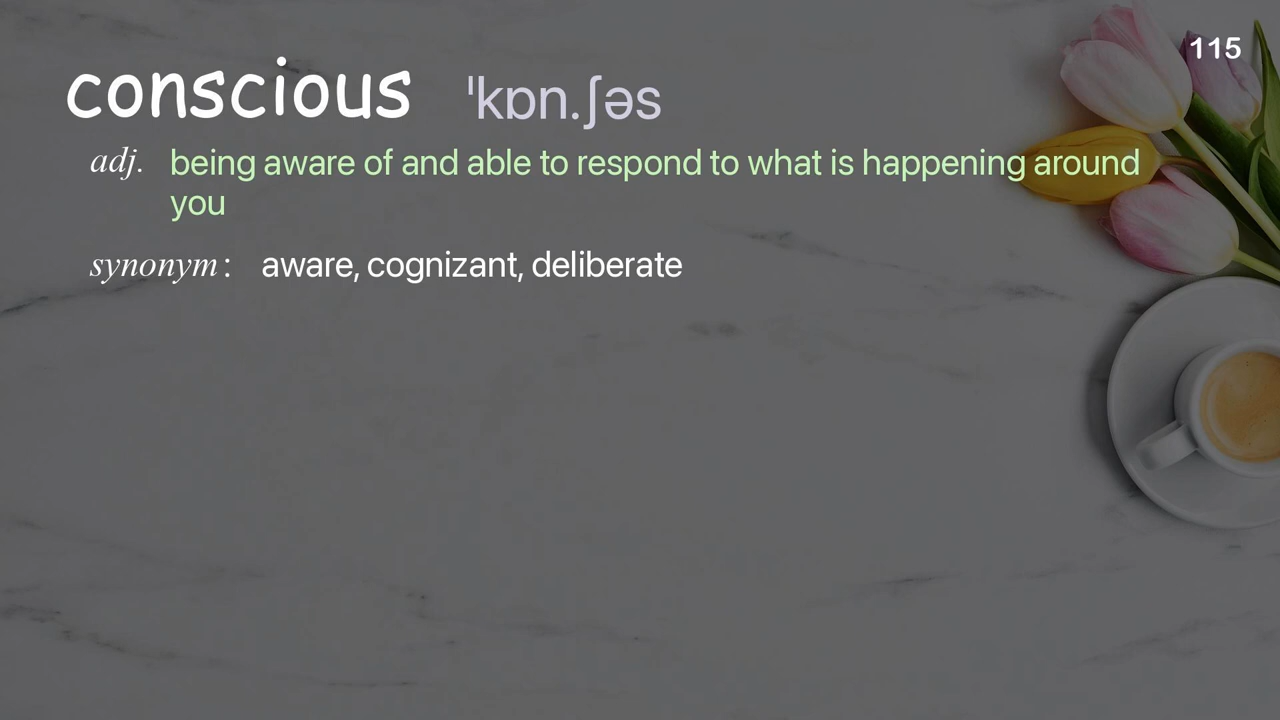 115
conscious ˈkɒn.ʃəs
adj. being aware of and able to respond to what is happening around
you
synonym: aware, cognizant, deliberate